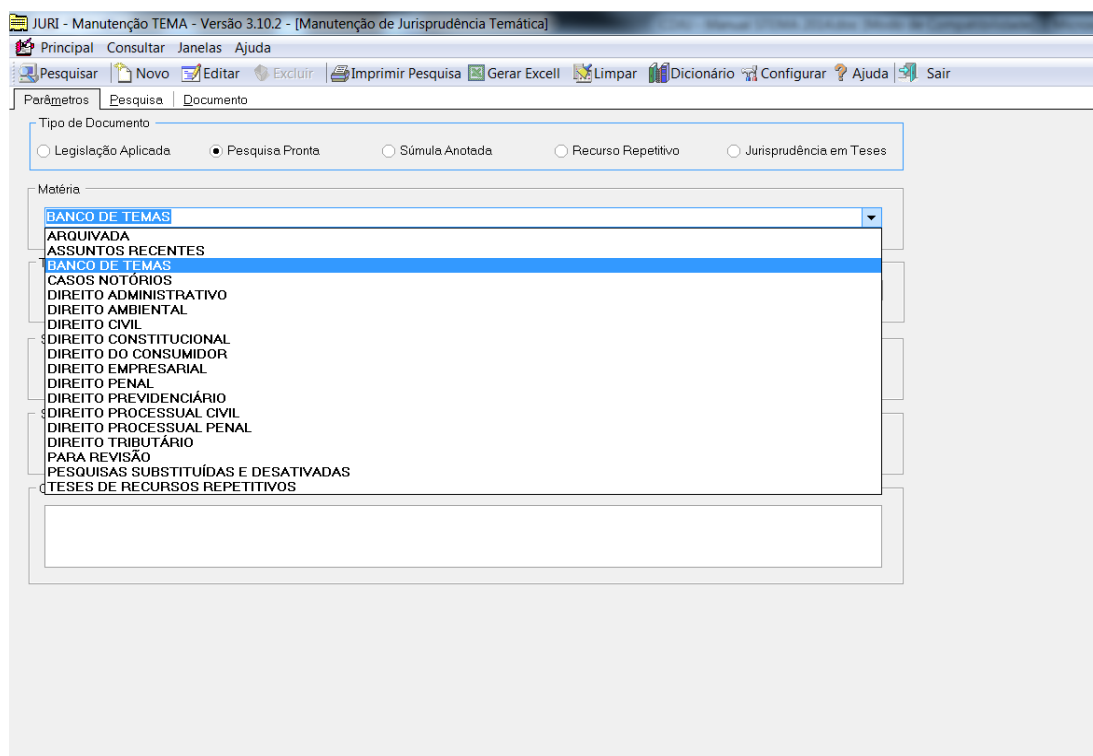 JURI - Manutenção TEMA - Versão 3.10.2 - [Manutenção de Jurisprudência Temática]
Principal Consultar Janelas Ajuda
Pesquisar Novo Editar Excluir Imprimir Pesquisa Gerar Excell Limpar Dicionário Configurar Ajuda Sair
Parâmetros Pesquisa Documento
Tipo de Documento
Legislação Aplicada Pesquisa Pronta Súmula Anotada Recurso Repetitivo Jurisprudência em Teses
Matéria
BANCO DE TEMAS
ARQUIVADA
ASSUNTOS RECENTES
BANCO DE TEMAS
CASOS NOTÓRIOS
DIREITO ADMINISTRATIVO
DIREITO AMBIENTAL
DIREITO CIVIL
DIREITO CONSTITUCIONAL
DIREITO DO CONSUMIDOR
DIREITO EMPRESARIAL
DIREITO PENAL
DIREITO PREVIDENCIÁRIO
DIREITO PROCESSUAL CIVIL
DIREITO PROCESSUAL PENAL
DIREITO TRIBUTÁRIO
PARA REVISÃO
PESQUISAS SUBSTITUÍDAS E DESATIVADAS
TESES DE RECURSOS REPETITIVOS